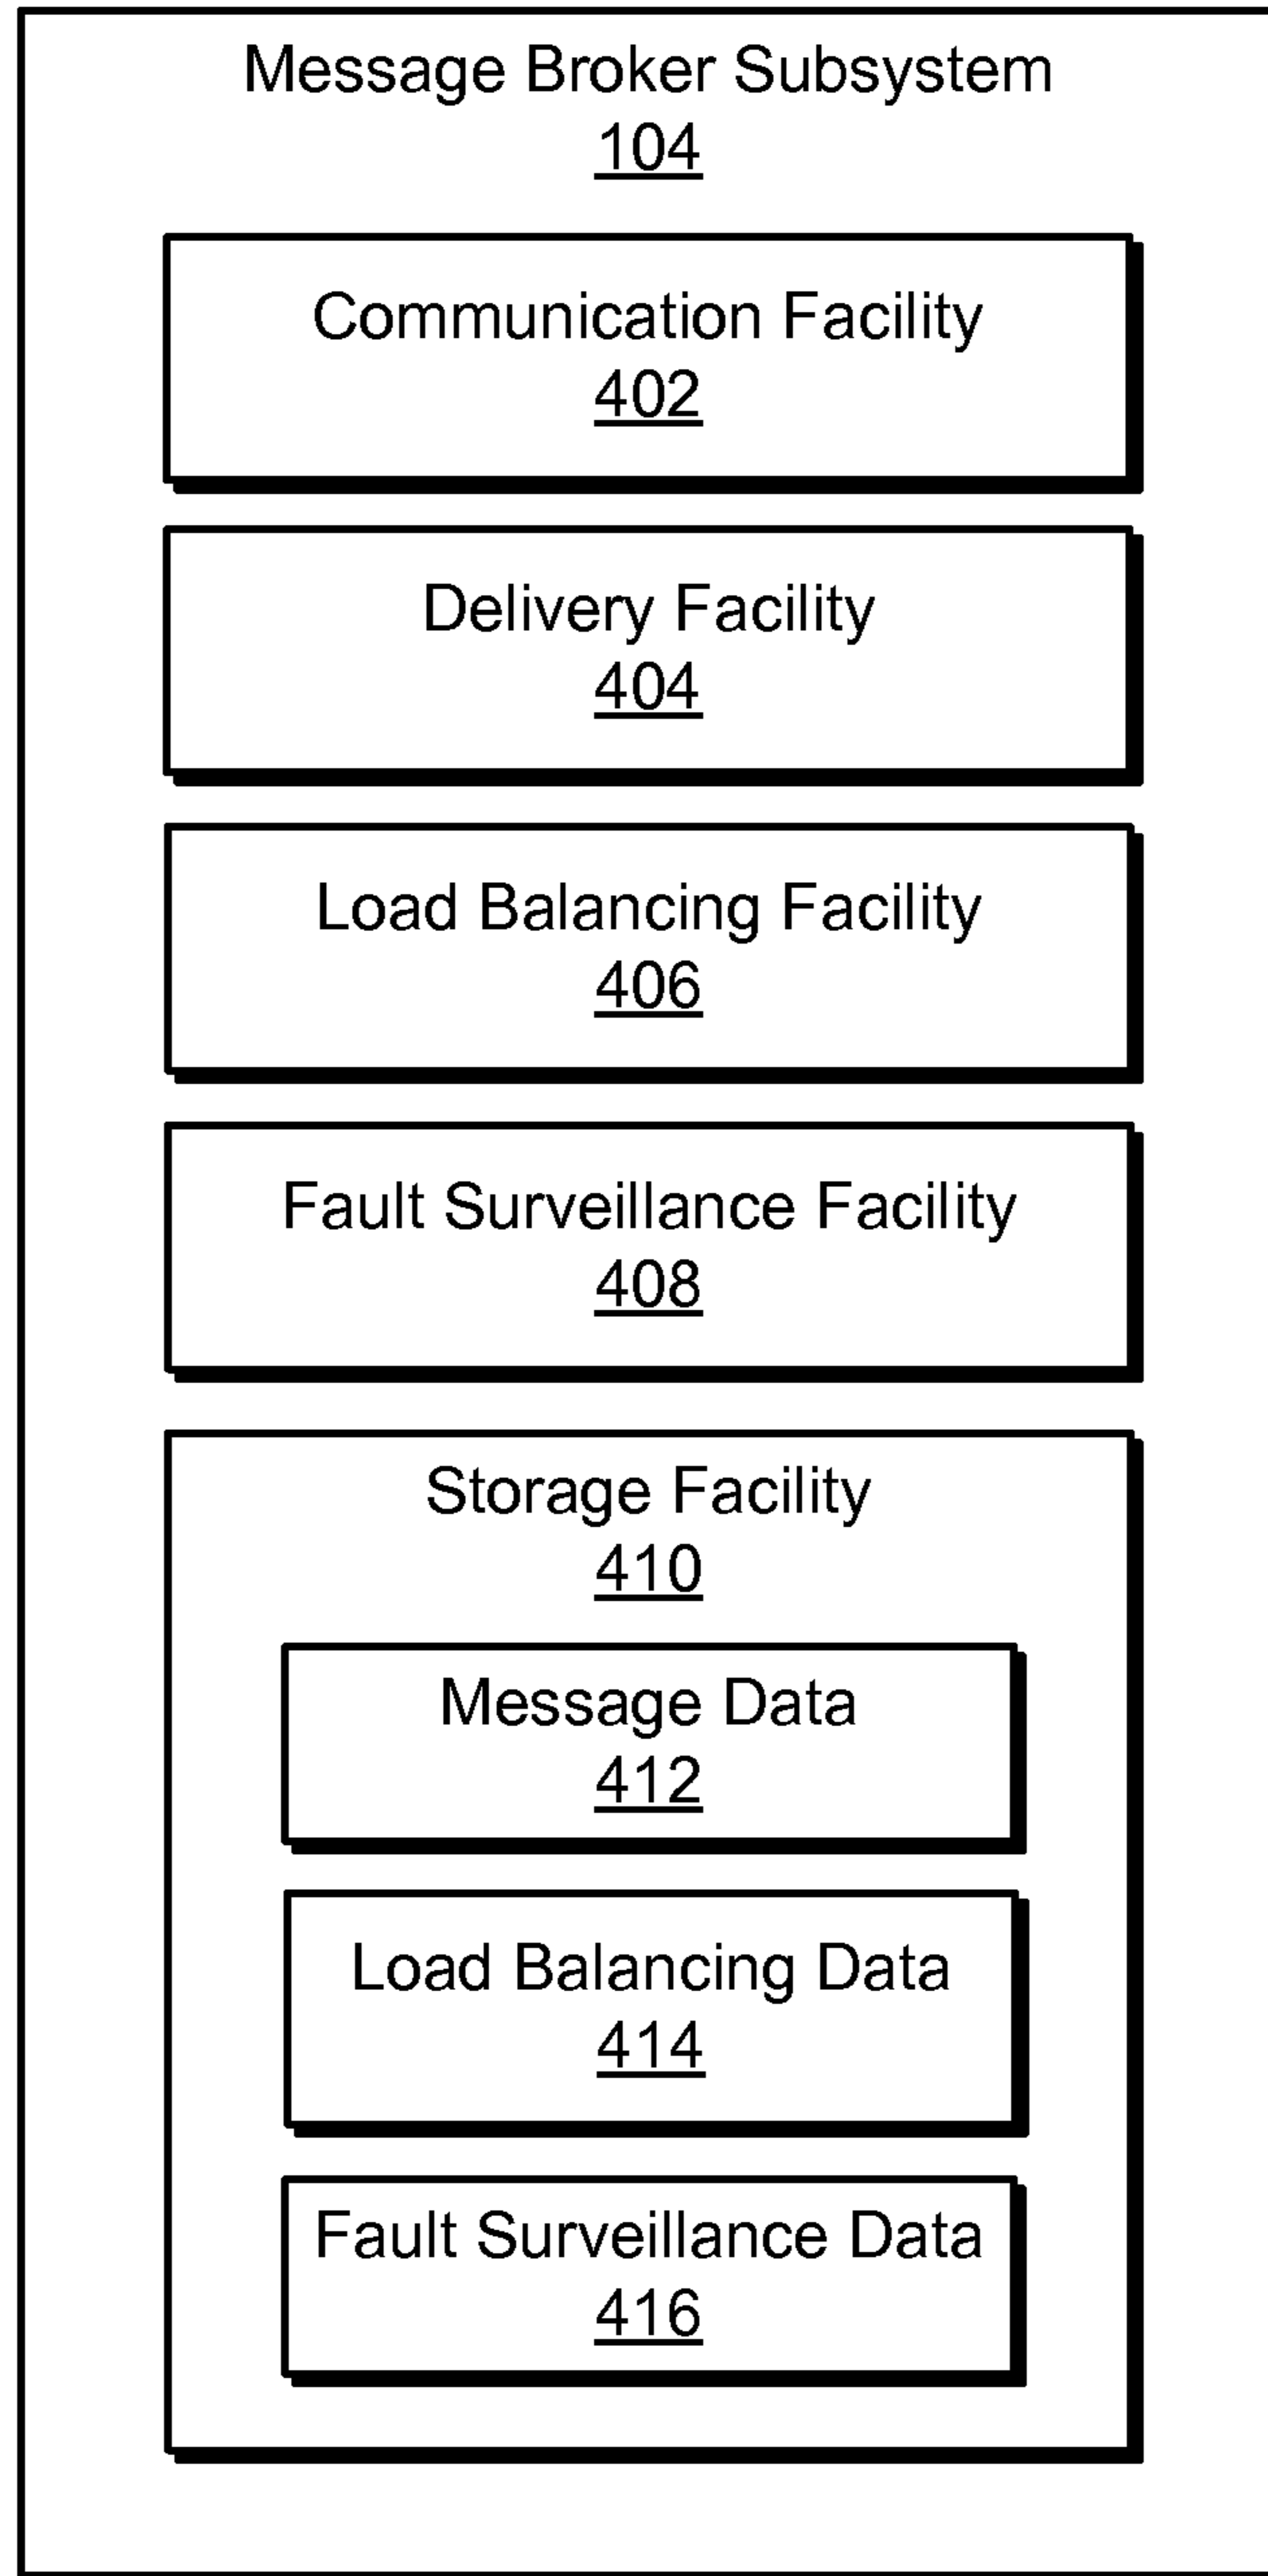 Message Broker Subsystem
104
Communication Facility
402
Delivery Facility
404
Load Balancing Facility
406
Fault Surveillance Facility
408
Storage Facility
410
Message Data
412
Load Balancing Data
414
Fault Surveillance Data
416